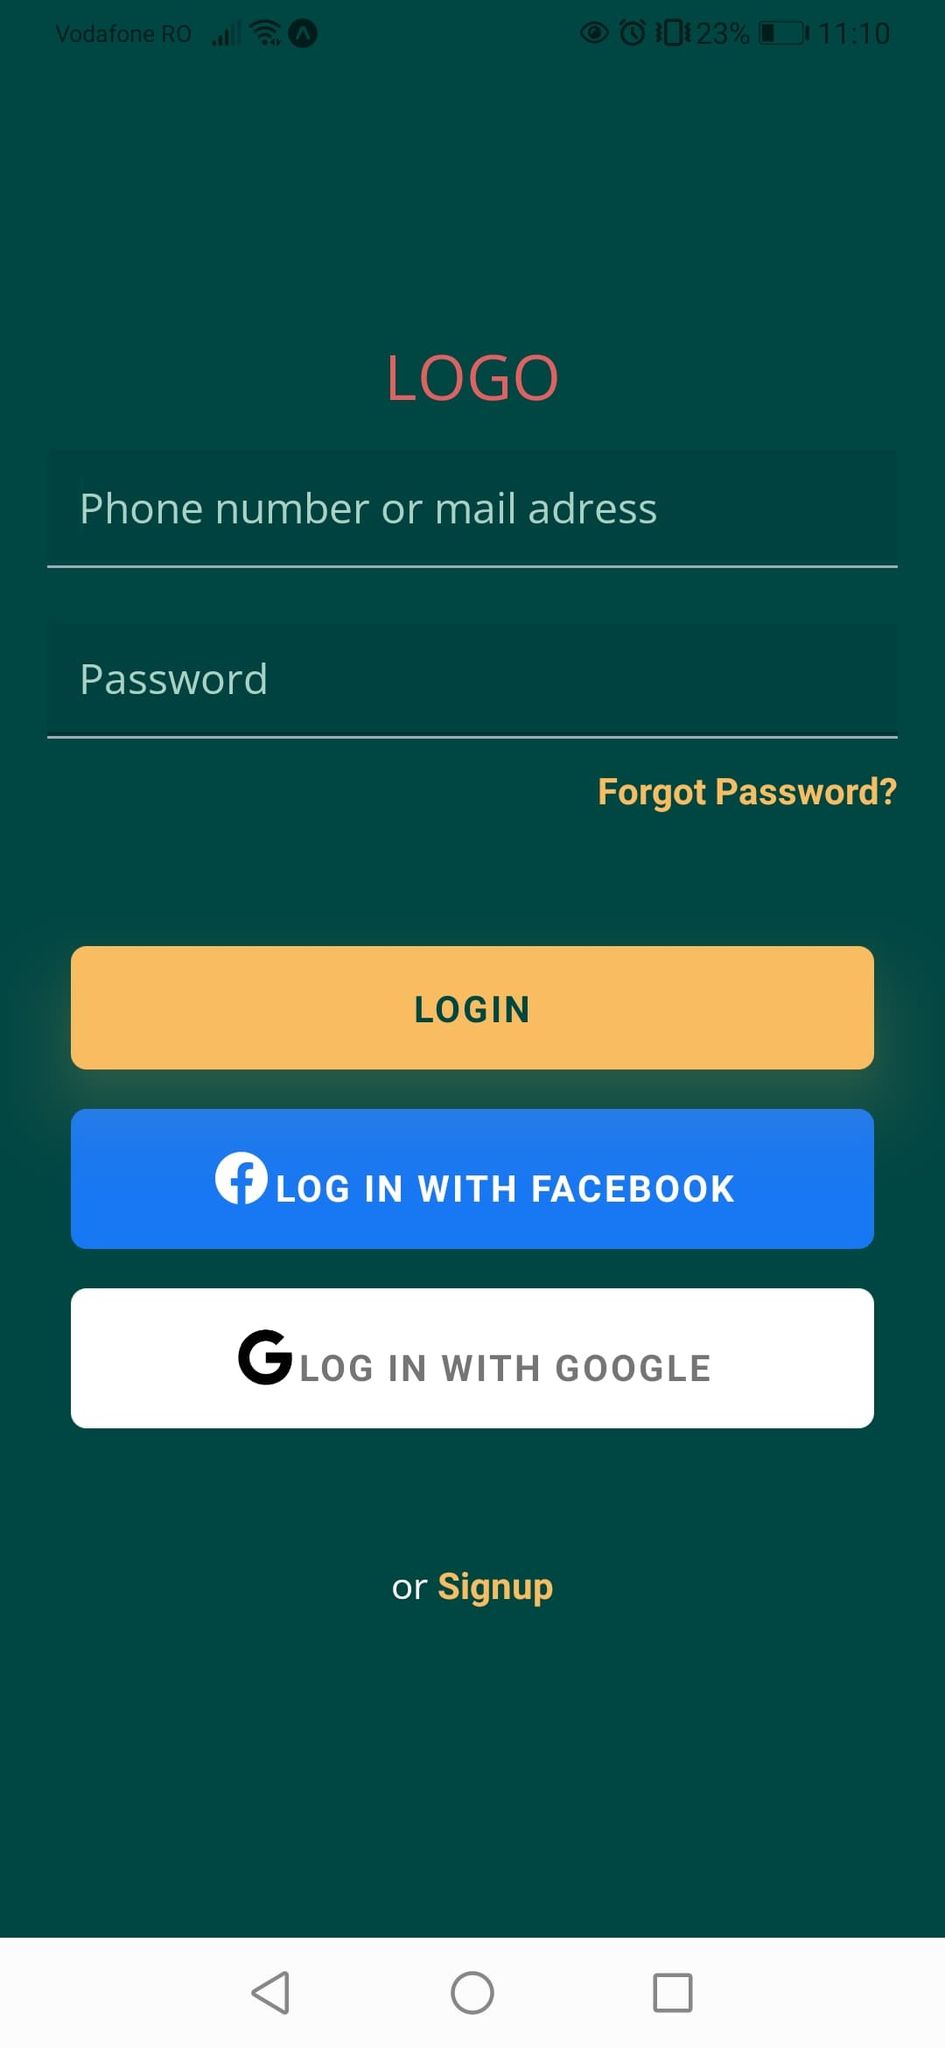 Vodafone RO 23% 11:10
LOGO
Phone number or mail adress
Password
Forgot Password?
LOGIN
LOG IN WITH FACEBOOK
LOG IN WITH GOOGLE
or Signup